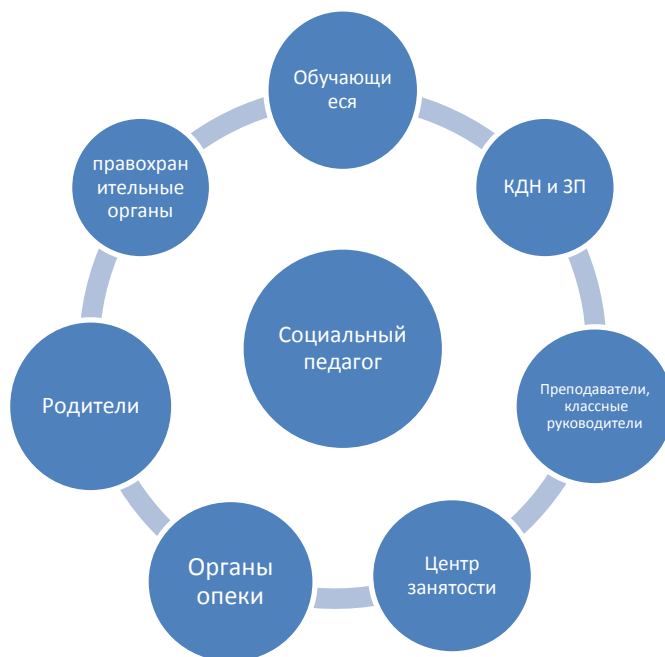 Обучающи
еся
правохран
ительные
органы
КДН и ЗП
Социальный
педагог
Родители
Преподаватели,
классные
руководители
Органы
опеки
Центр
занятости